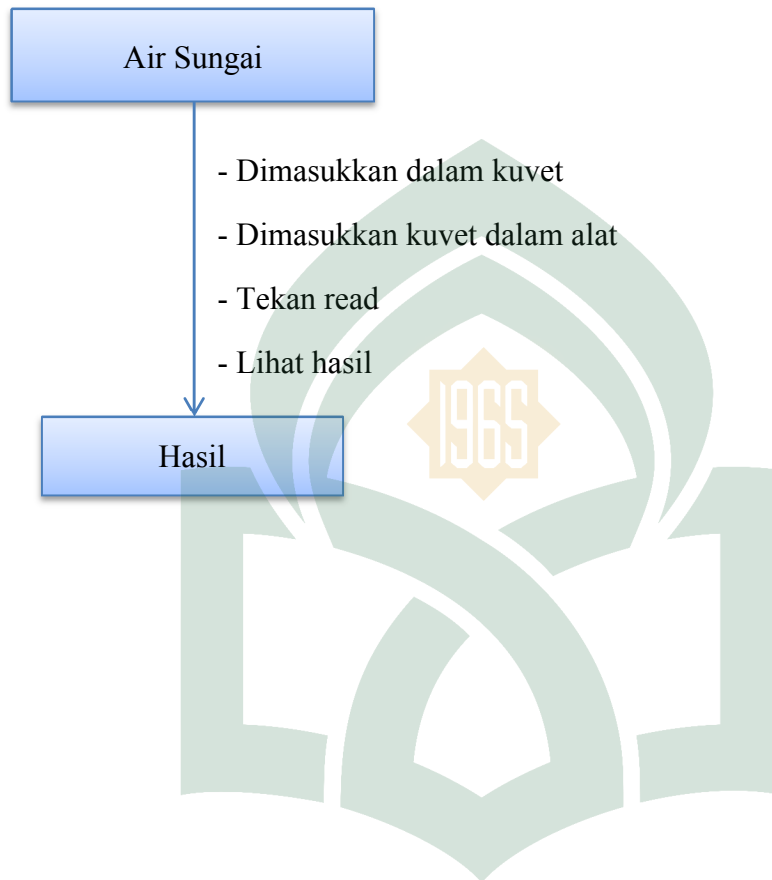 Air Sungai
- Dimasukkan dalam kuvet
- Dimasukkan kuvet dalam alat
- Tekan read
- Lihat hasil
1965
Hasil